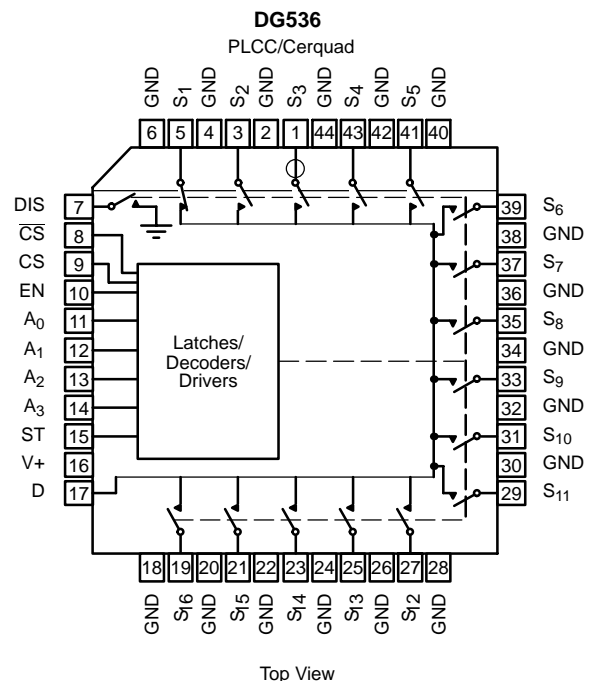 DG536
PLCC/Cerquad
GND S1 GND S2 GND S3 GND S4 GND S5 GND
6 5 4 3 2 1 44 43 42 41 40
DIS 7
C̅S̅ 8
CS 9
EN 10
A0 11
A1 12
A2 13
A3 14
ST 15
V+ 16
D 17
Latches/
Decoders/
Drivers
39 S6
38 GND
37 S7
36 GND
35 S8
34 GND
33 S9
32 GND
31 S10
30 GND
29 S11
18 19 20 21 22 23 24 25 26 27 28
GND S16 GND S15 GND S14 GND S13 GND S12 GND
Top View